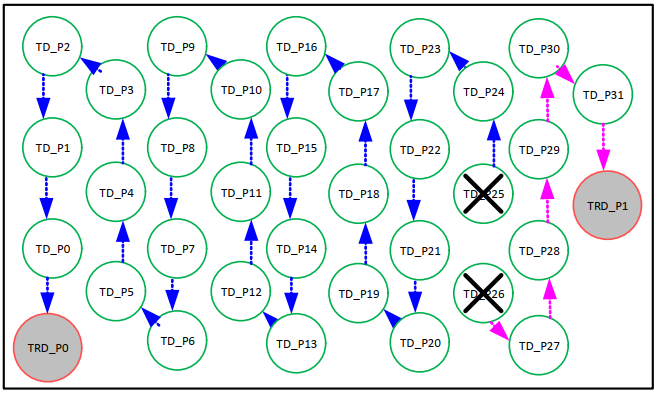 TD_P2
TD_P9
TD_P16
TD_P23
TD_P30
TD_P3
TD_P10
TD_P17
TD_P24
TD_P31
TD_P1
TD_P8
TD_P15
TD_P22
TD_P29
TD_P4
TD_P11
TD_P18
TD_P25
TRD_P1
TD_P0
TD_P7
TD_P14
TD_P21
TD_P28
TD_P5
TD_P12
TD_P19
TD_P26
TRD_P0
TD_P6
TD_P13
TD_P20
TD_P27